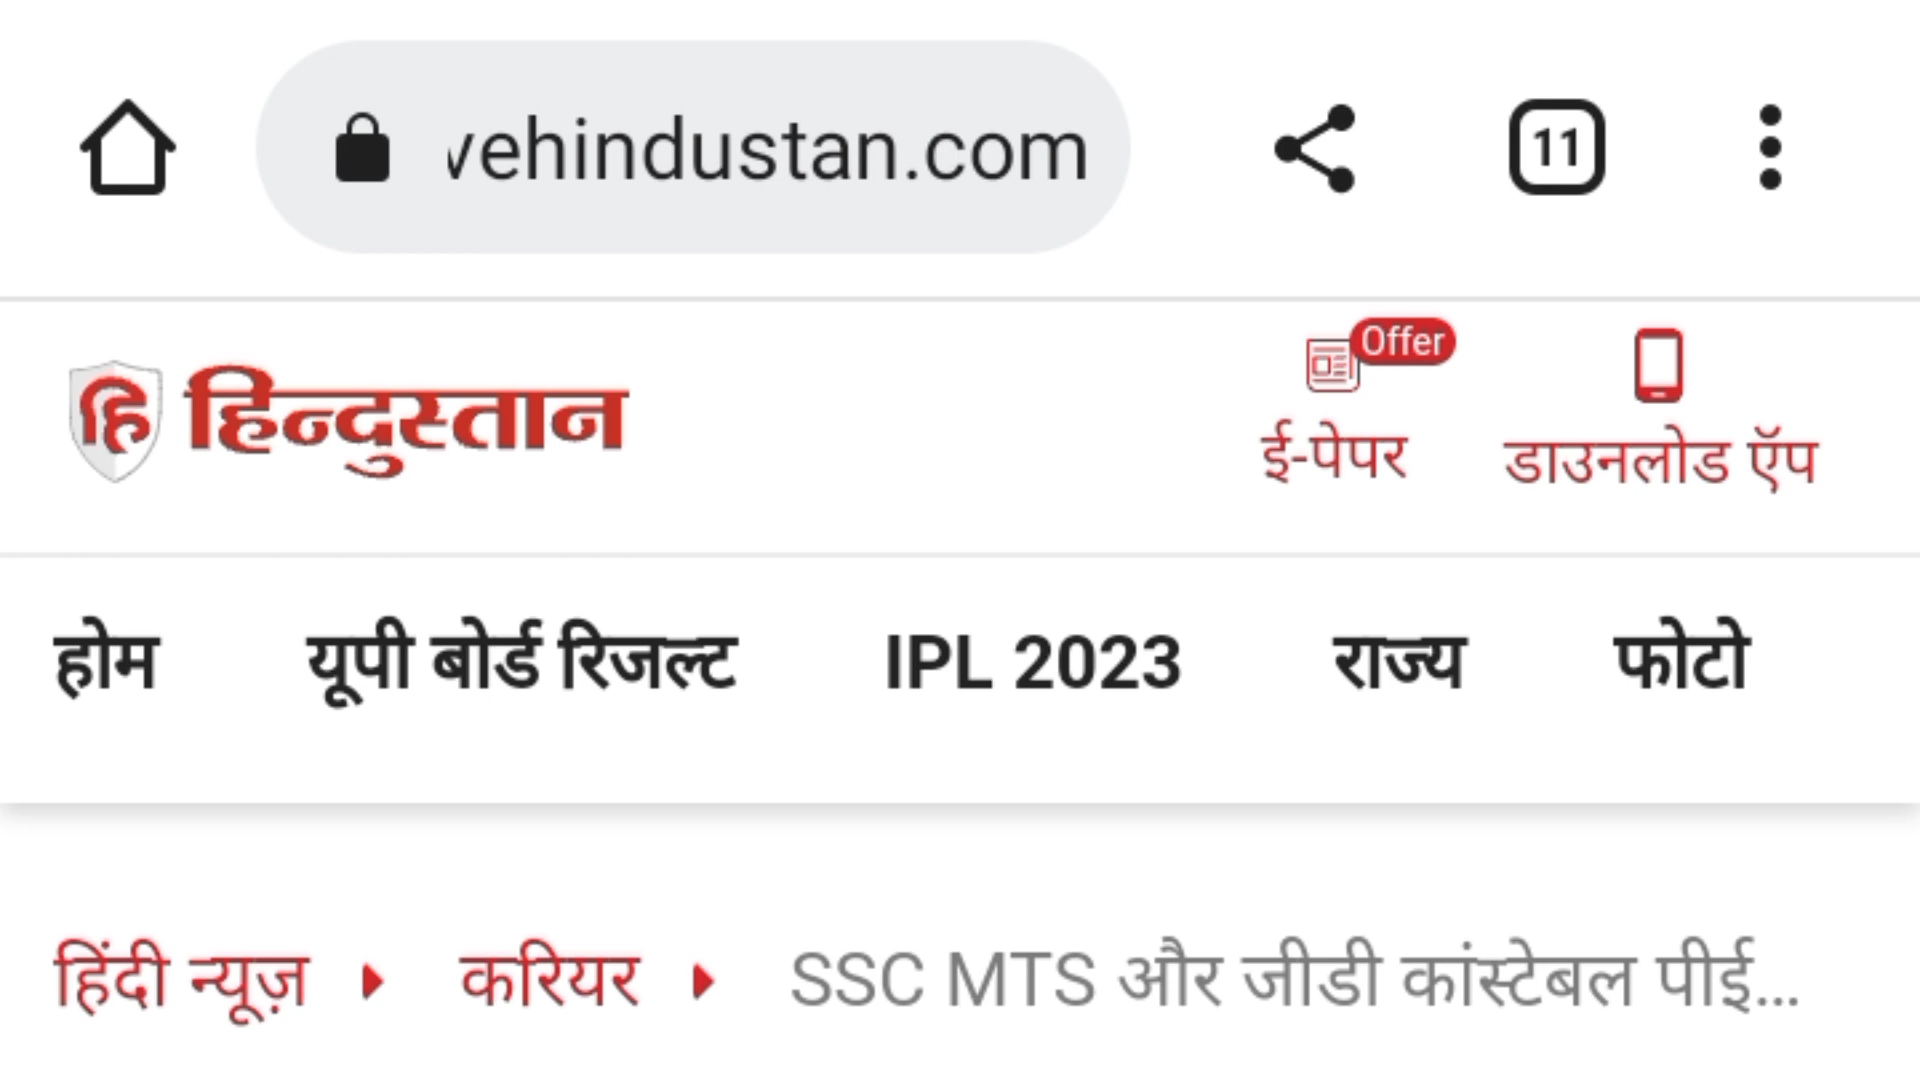 vehindustan.com 11
Offer
हि हिन्दुस्तान
ई-पेपर डाउनलोड ऍप
होम यूपी बोर्ड रिजल्ट IPL 2023 राज्य फोटो
हिंदी न्यूज़ करियर SSC MTS और जीडी कांस्टेबल पीई...